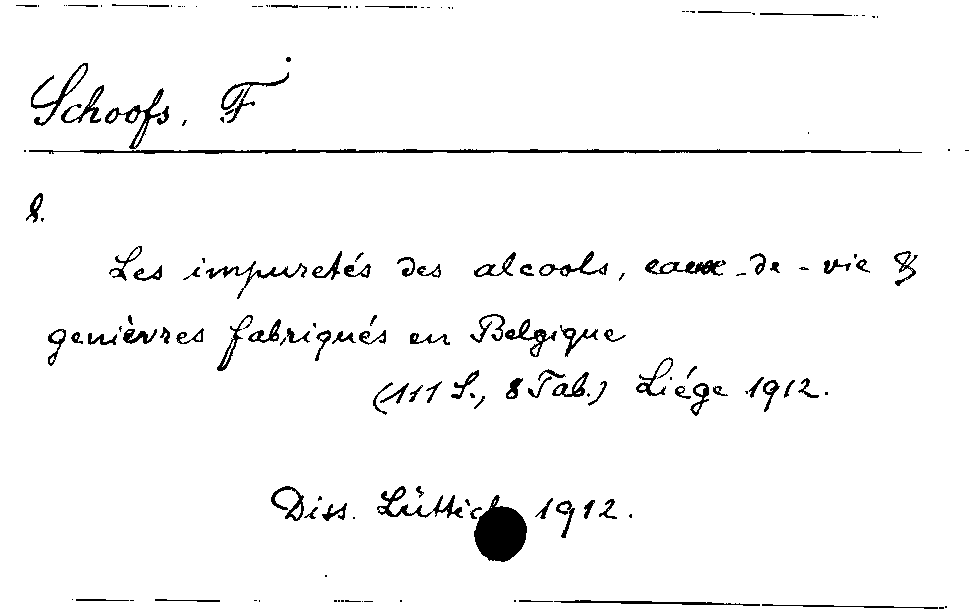 Schoofs, F
8.
Les impuretés des alcools, eaux-de-vie &
genièvres fabriqués en Belgique
(111 S., 8 Tab.) Liége 1912.
Diss. Lüttich 1912.